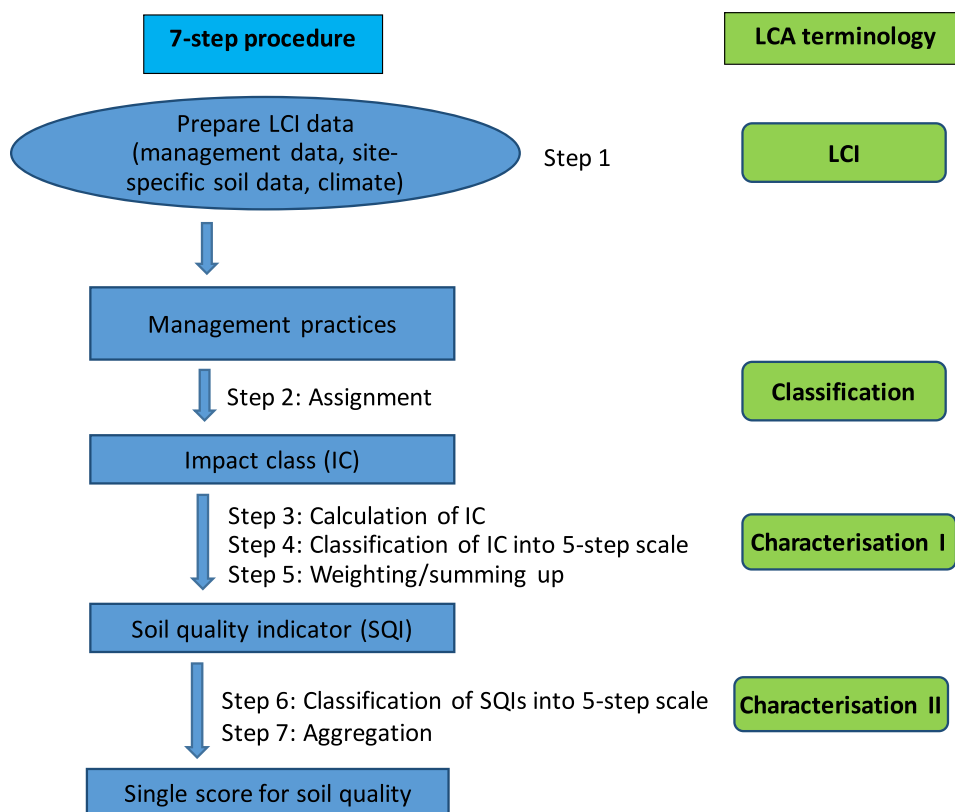 7-step procedure
LCA terminology
Prepare LCI data
(management data, site-
specific soil data, climate)
Step 1
LCI
Management practices
Step 2: Assignment
Classification
Impact class (IC)
Step 3: Calculation of IC
Step 4: Classification of IC into 5-step scale
Step 5: Weighting/summing up
Characterisation I
Soil quality indicator (SQI)
Step 6: Classification of SQIs into 5-step scale
Step 7: Aggregation
Characterisation II
Single score for soil quality